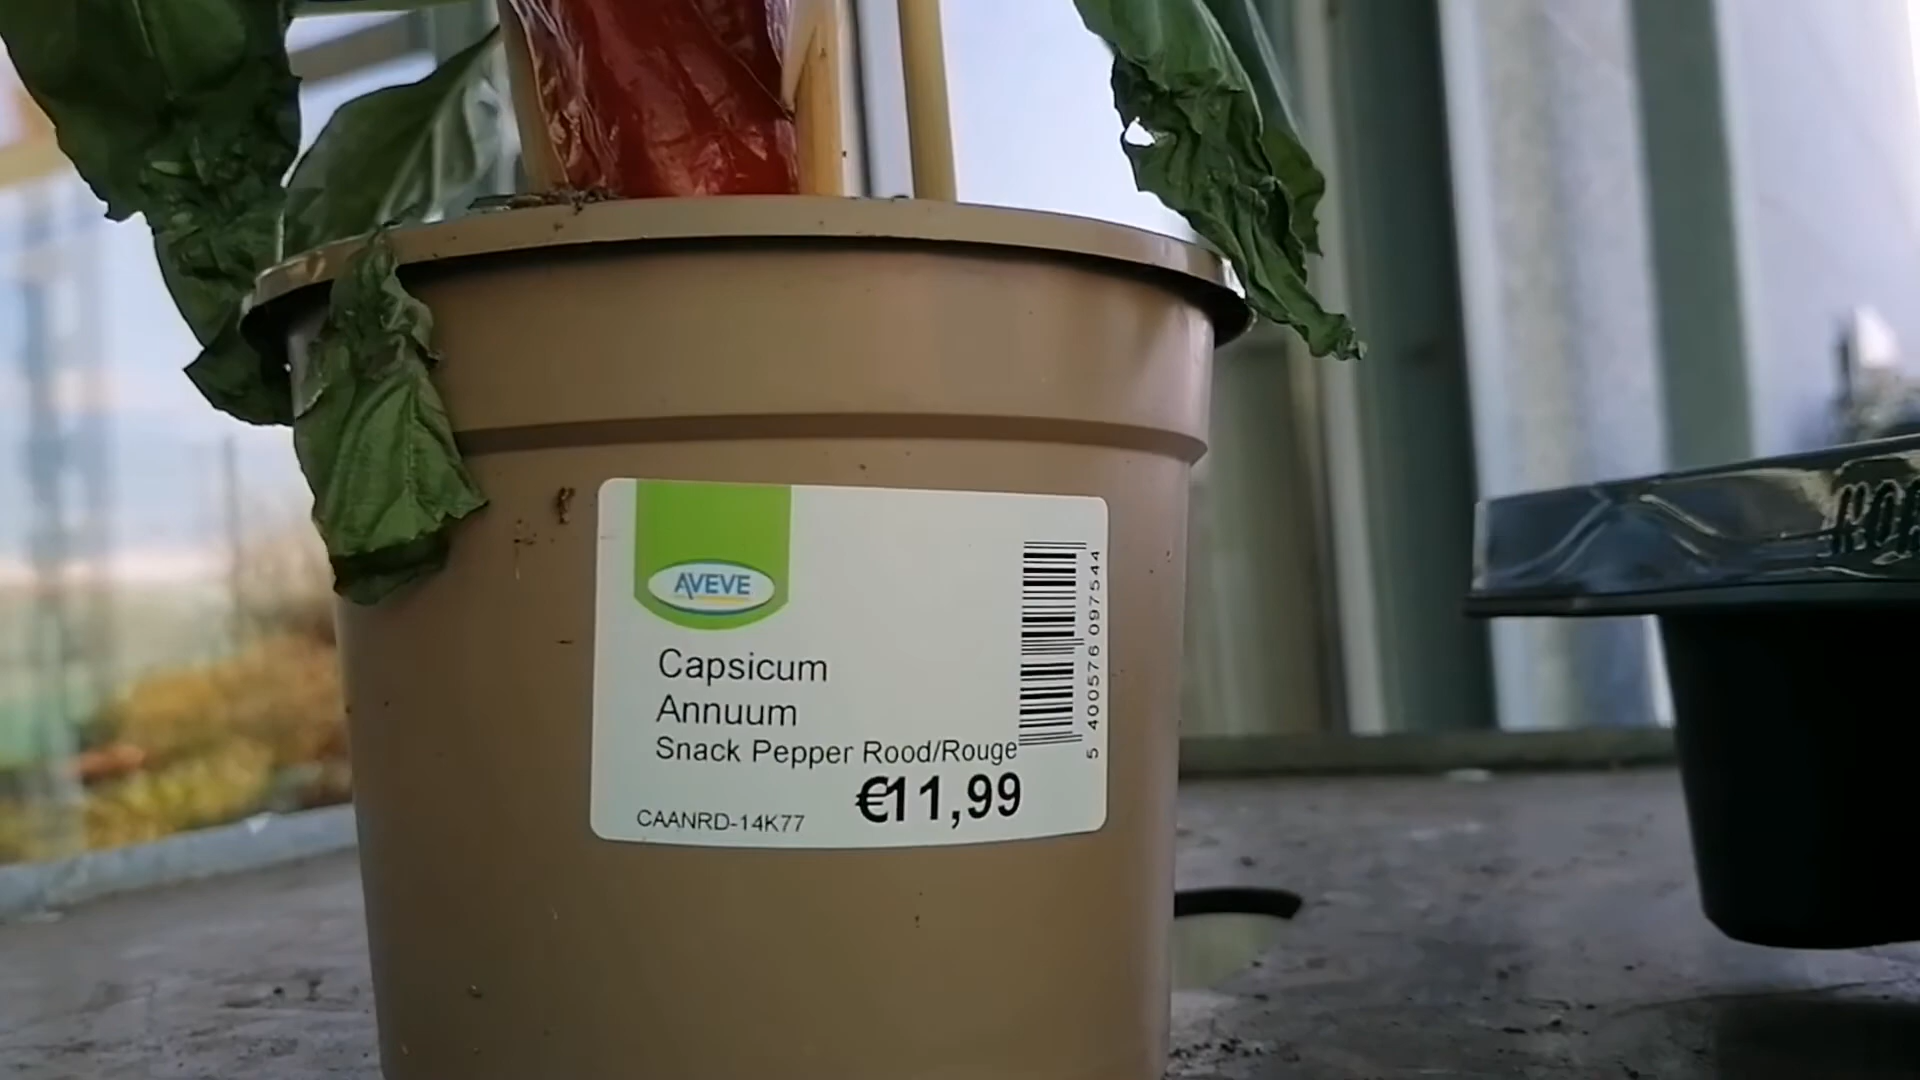 AVEVE
Capsicum
Annuum
Snack Pepper Rood/Rouge
€11,99
CAANRD-14K77
5 400576 097544